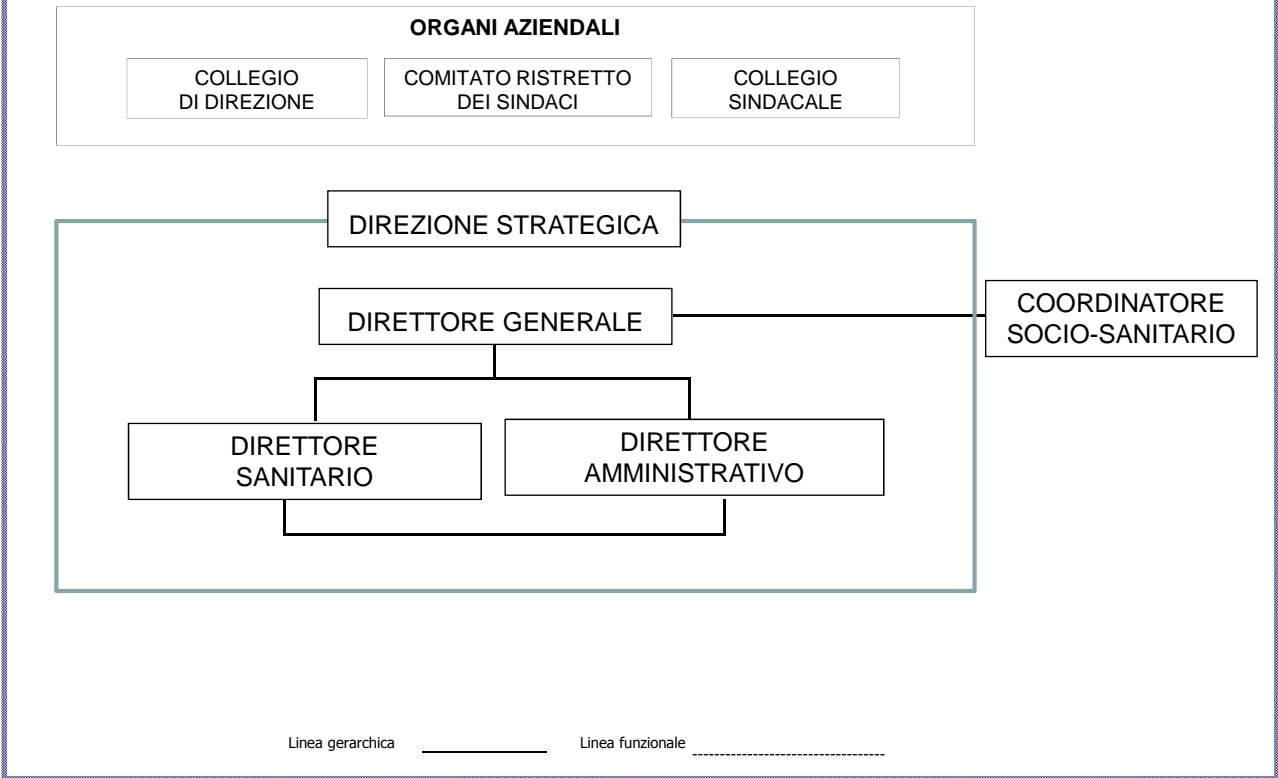 ORGANI AZIENDALI
COLLEGIO
DI DIREZIONE
COMITATO RISTRETTO
DEI SINDACI
COLLEGIO
SINDACALE
DIREZIONE STRATEGICA
DIRETTORE GENERALE
COORDINATORE
SOCIO-SANITARIO
DIRETTORE
SANITARIO
DIRETTORE
AMMINISTRATIVO
Linea gerarchica
Linea funzionale